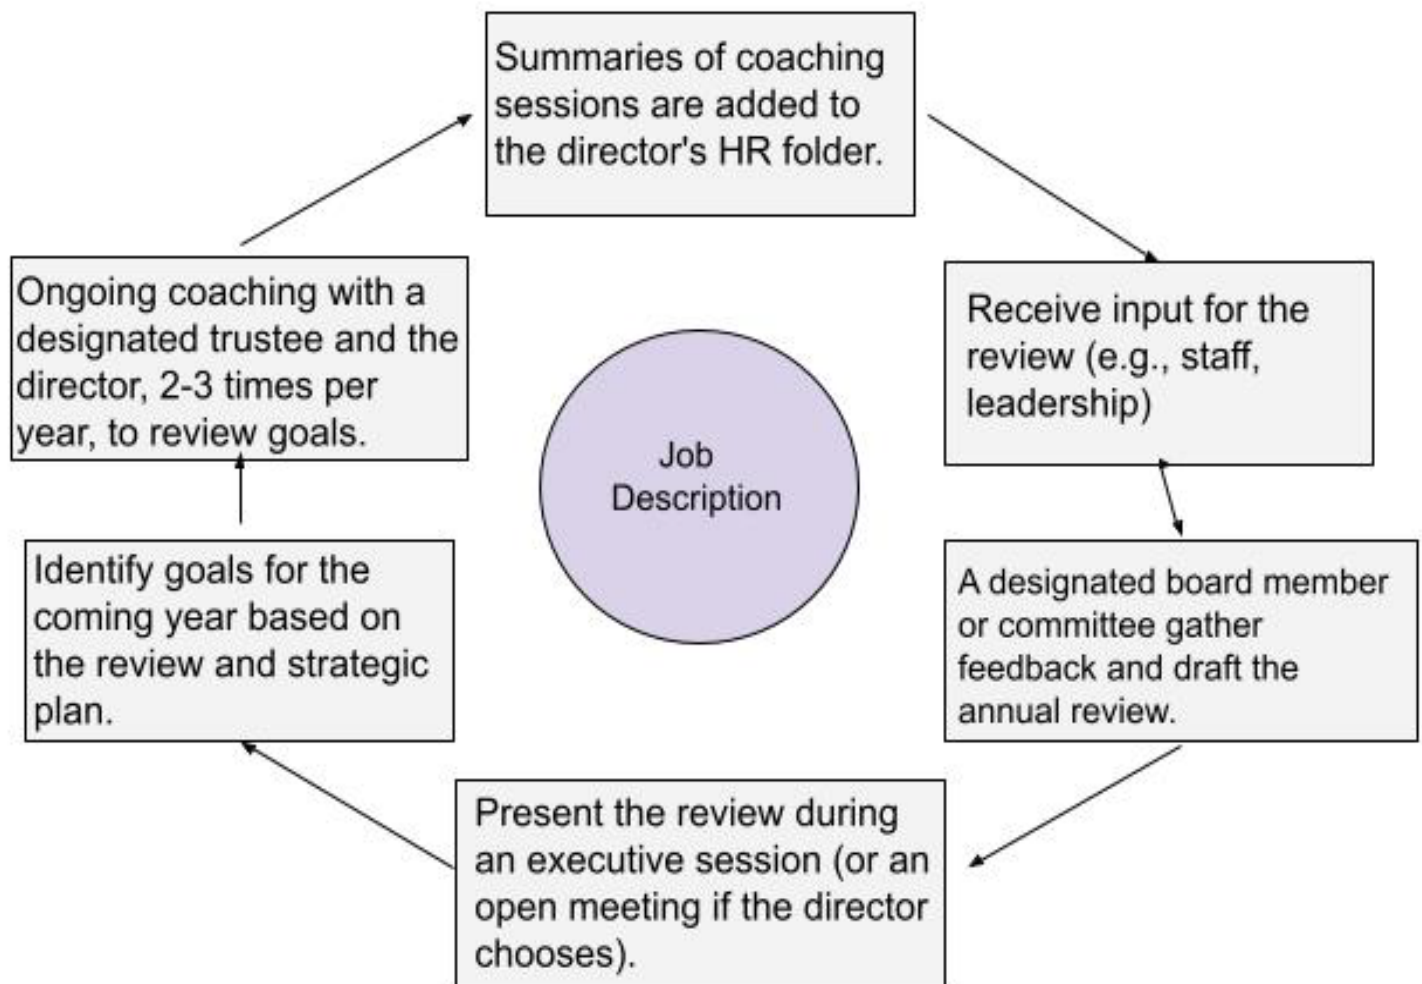 Summaries of coaching
sessions are added to
the director's HR folder.
Ongoing coaching with a
designated trustee and the
director, 2-3 times per
year, to review goals.
Receive input for the
review (e.g., staff,
leadership)
Job
Description
Identify goals for the
coming year based on
the review and strategic
plan.
A designated board member
or committee gather
feedback and draft the
annual review.
Present the review during
an executive session (or an
open meeting if the director
chooses).